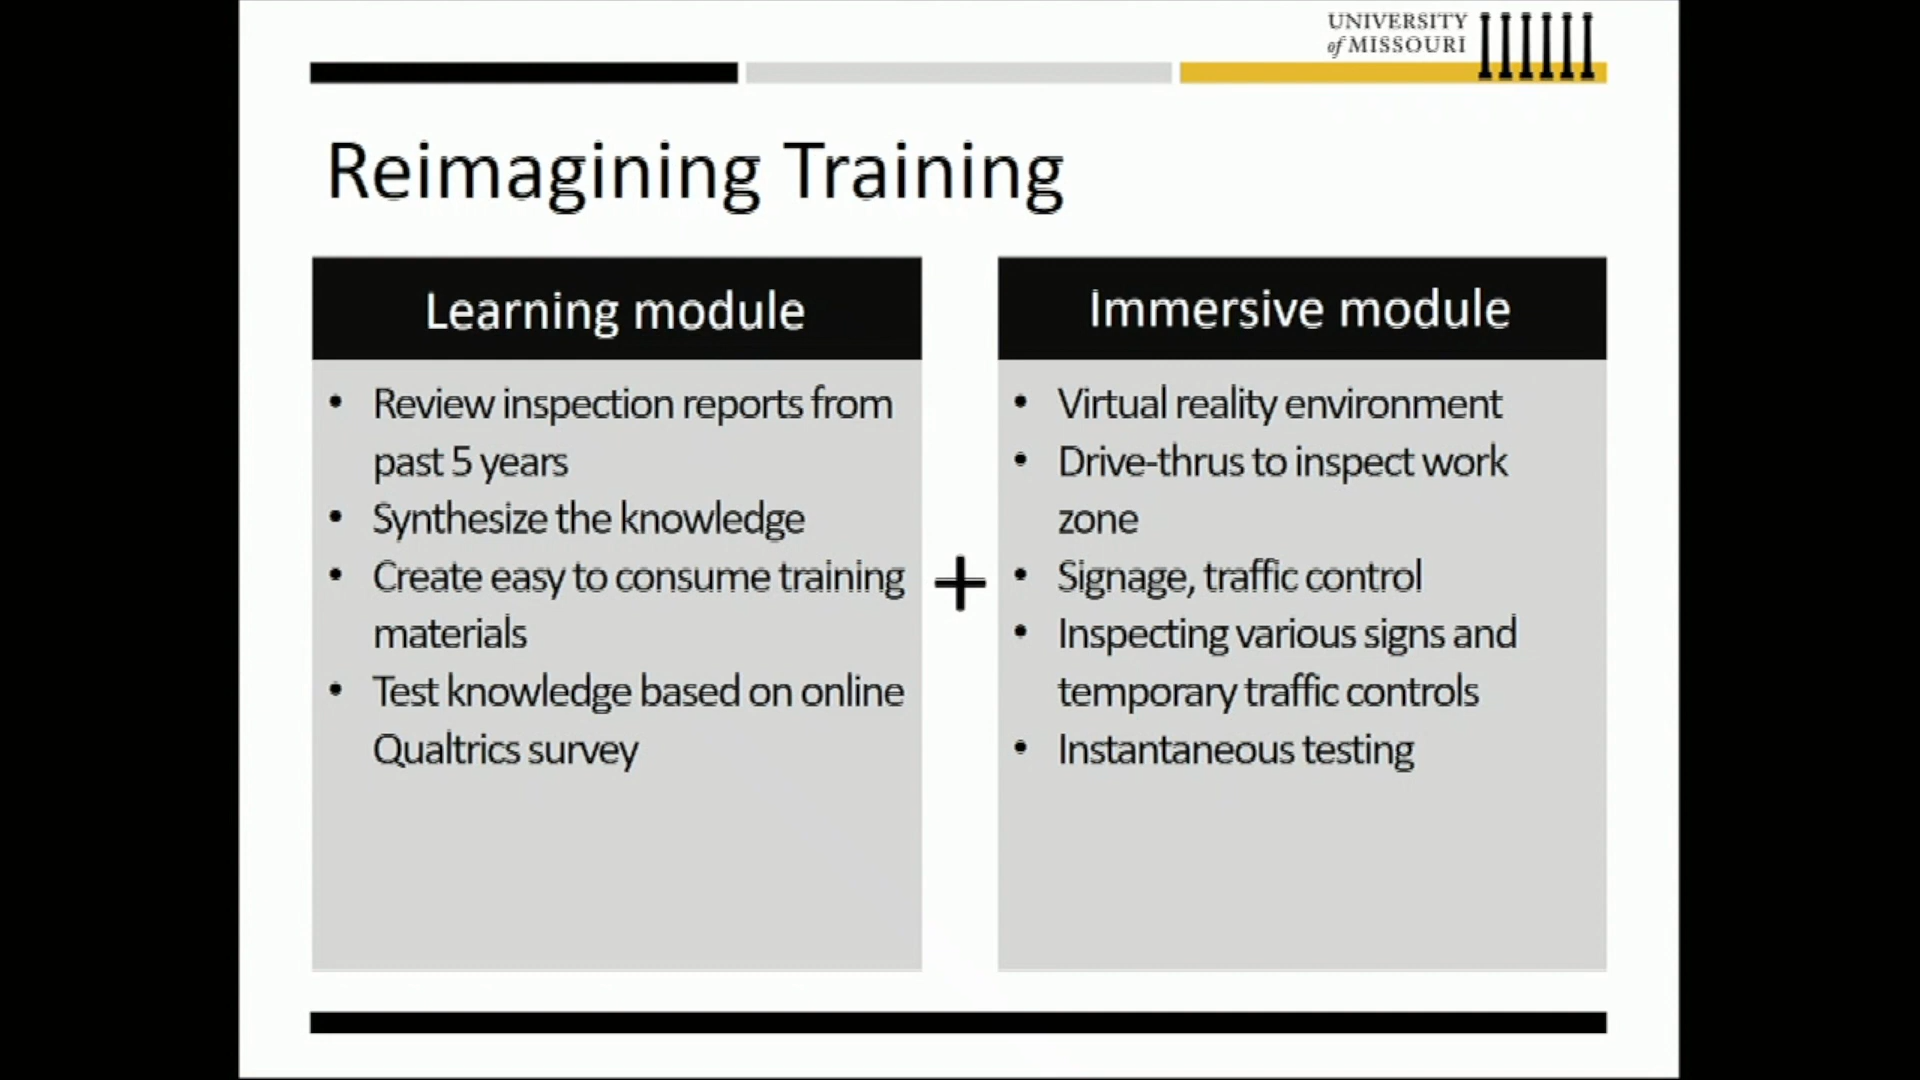 UNIVERSITY
of MISSOURI
Reimagining Training
Learning module
• Review inspection reports from
past 5 years
• Synthesize the knowledge
• Create easy to consume training
materials
• Test knowledge based on online
Qualtrics survey
+
Immersive module
• Virtual reality environment
• Drive-thrus to inspect work
zone
• Signage, traffic control
• Inspecting various signs and
temporary traffic controls
• Instantaneous testing